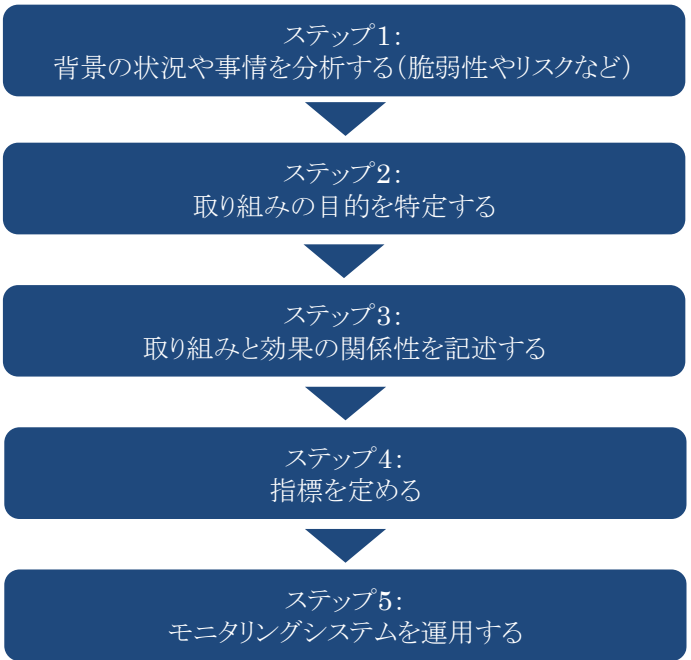 ステップ1:
背景の状況や事情を分析する(脆弱性やリスクなど)
ステップ2:
取り組みの目的を特定する
ステップ3:
取り組みと効果の関係性を記述する
ステップ4:
指標を定める
ステップ5:
モニタリングシステムを運用する